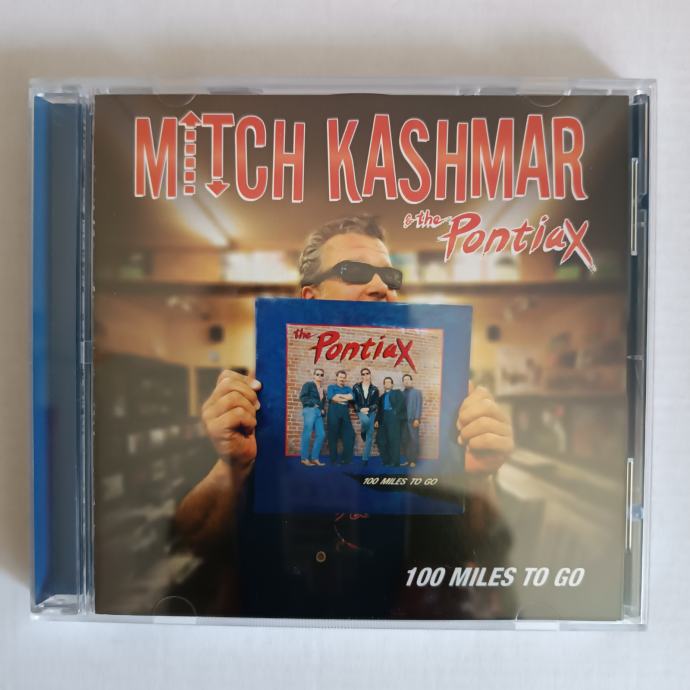 MITCH KASHMAR
& the PontiaX
the PontiaX
100 MILES TO GO
100 MILES TO GO